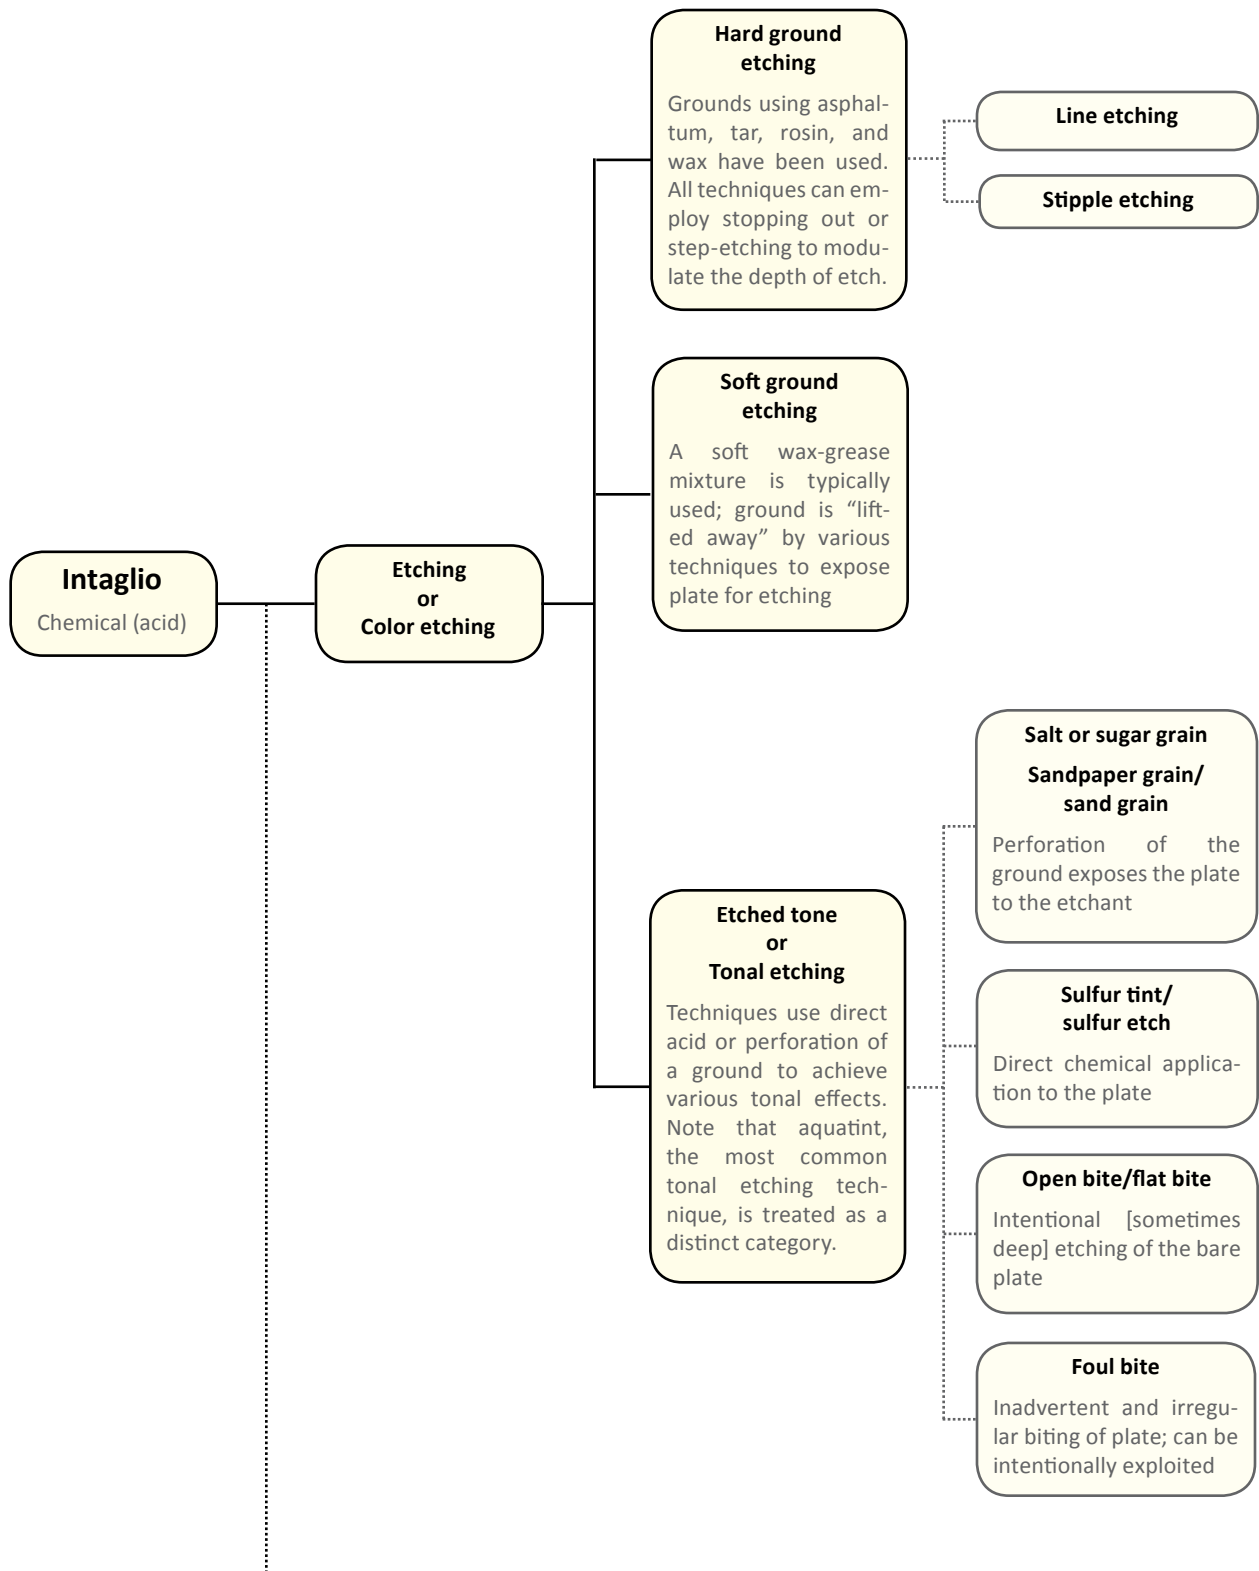 Intaglio
Chemical (acid)
Etching
or
Color etching
Hard ground
etching
Grounds using asphal-
tum, tar, rosin, and
wax have been used.
All techniques can em-
ploy stopping out or
step-etching to modu-
late the depth of etch.
Line etching
Stipple etching
Soft ground
etching
A soft wax-grease
mixture is typically
used; ground is “lift-
ed away” by various
techniques to expose
plate for etching
Etched tone
or
Tonal etching
Techniques use direct
acid or perforation of
a ground to achieve
various tonal effects.
Note that aquatint,
the most common
tonal etching tech-
nique, is treated as a
distinct category.
Salt or sugar grain
Sandpaper grain/
sand grain
Perforation of the
ground exposes the plate
to the etchant
Sulfur tint/
sulfur etch
Direct chemical applica-
tion to the plate
Open bite/flat bite
Intentional [sometimes
deep] etching of the bare
plate
Foul bite
Inadvertent and irregu-
lar biting of plate; can be
intentionally exploited